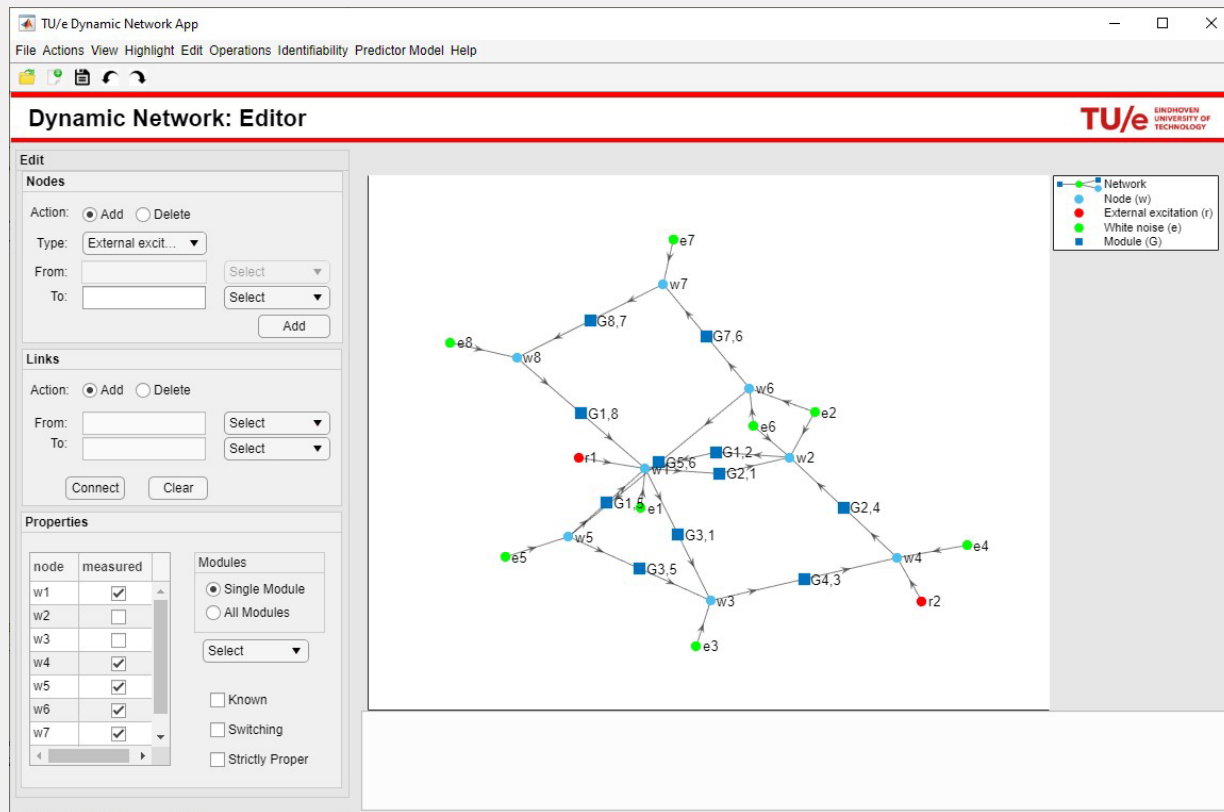 TU/e Dynamic Network App
File Actions View Highlight Edit Operations Identifiability Predictor Model Help
Dynamic Network: Editor
TU/e EINDHOVEN UNIVERSITY OF TECHNOLOGY
Edit
Nodes
Action: Add Delete
Type: External excit...
From: Select
To: Select
Add
Links
Action: Add Delete
From: Select
To: Select
Connect Clear
Properties
node measured
w1
w2
w3
w4
w5
w6
w7
Modules
Single Module
All Modules
Select
Known
Switching
Strictly Proper
e7
w7
G8,7
G7,6
e8
w8
w6
G1,8
e2
e6
r1
w1
G5,6
G1,2
w2
G2,1
G1,5
e1
G2,4
w5
G3,1
e5
e4
w4
G3,5
G4,3
w3
r2
e3
Network
Node (w)
External excitation (r)
White noise (e)
Module (G)